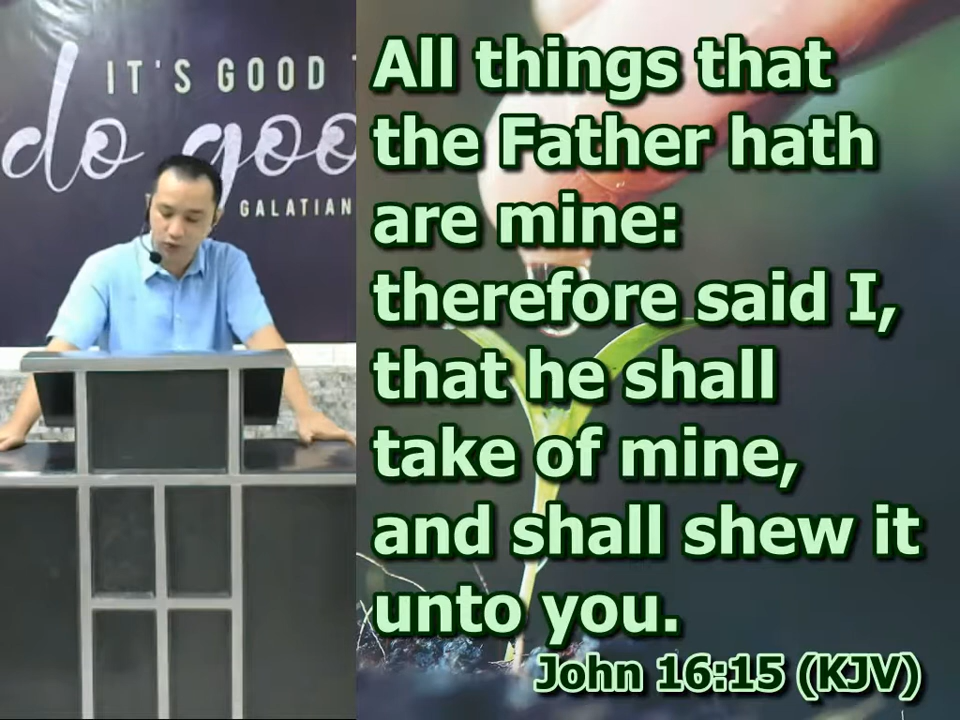 IT'S GOOD
do goo
GALATIAN
All things that
the Father hath
are mine:
therefore said I,
that he shall
take of mine,
and shall shew it
unto you.
John 16:15 (KJV)